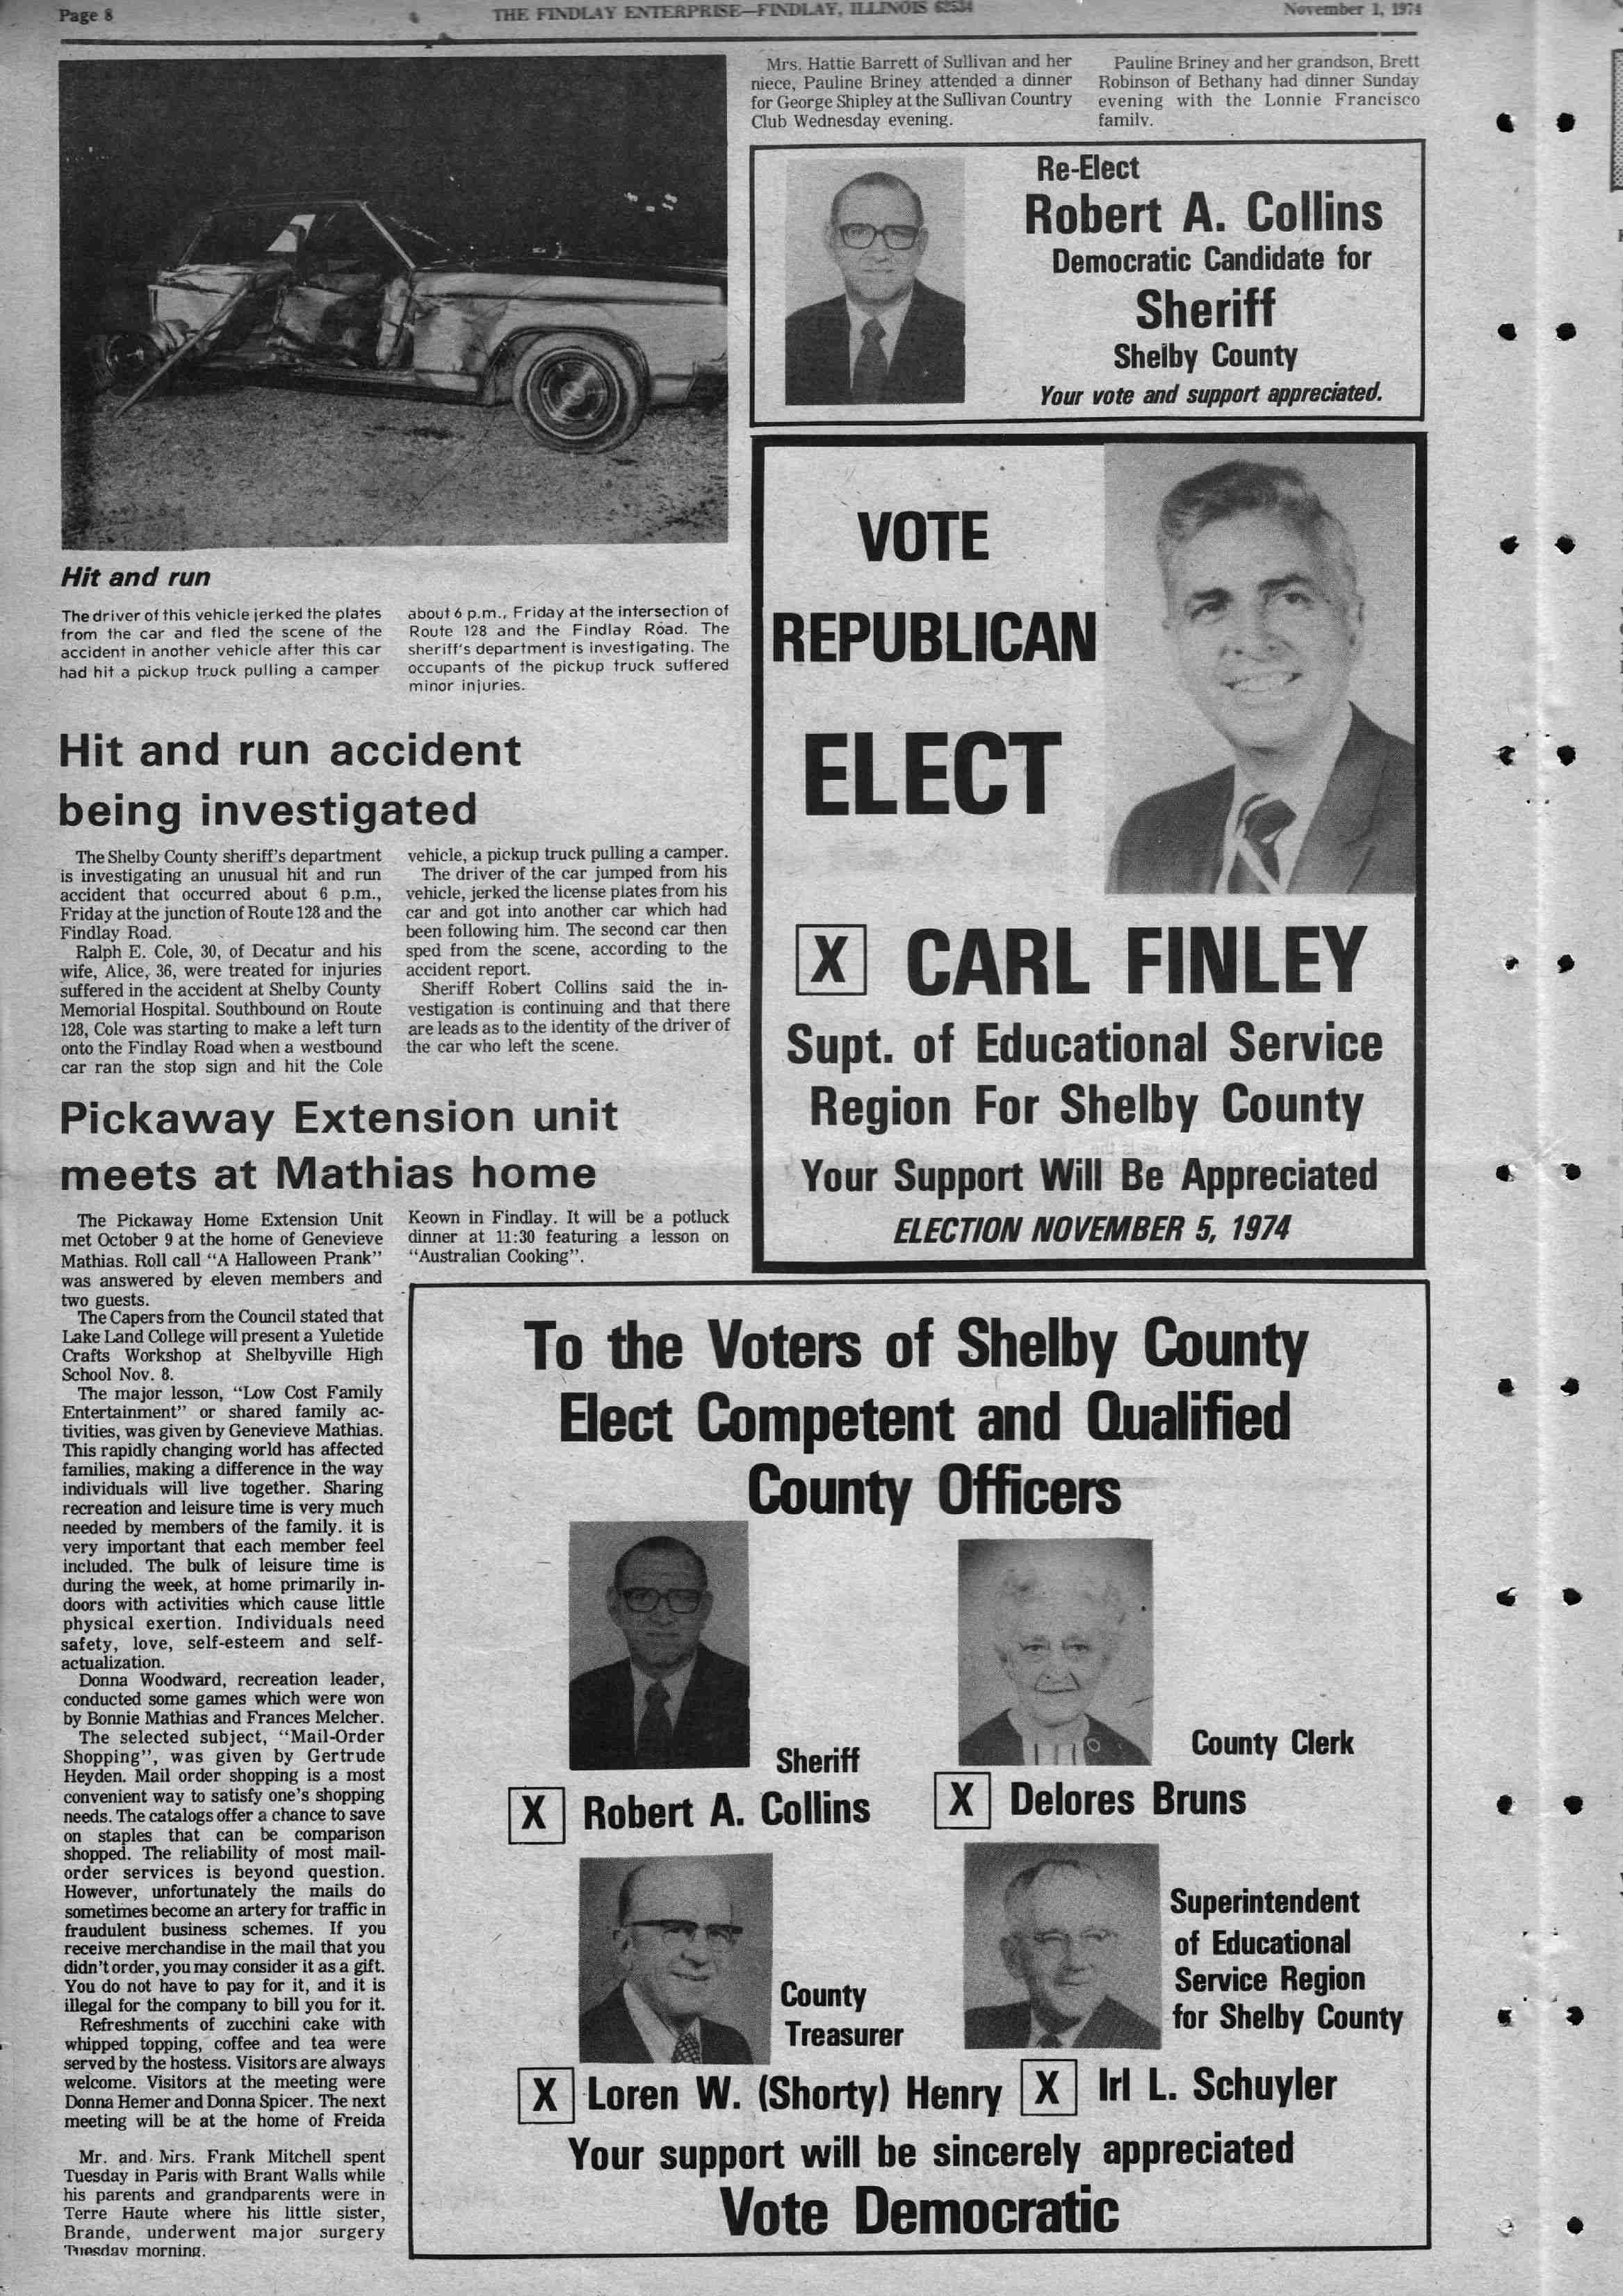 Page 8
THE FINDLAY ENTERPRISE—FINDLAY, ILLINOIS 62534
November 1, 1974
Hit and run
The driver of this vehicle jerked the plates
from the car and fled the scene of the
accident in another vehicle after this car
had hit a pickup truck pulling a camper
about 6 p.m., Friday at the intersection of
Route 128 and the Findlay Road. The
sheriff's department is investigating. The
occupants of the pickup truck suffered
minor injuries.
Hit and run accident
being investigated
The Shelby County sheriff's department
is investigating an unusual hit and run
accident that occurred about 6 p.m.,
Friday at the junction of Route 128 and the
Findlay Road.
Ralph E. Cole, 30, of Decatur and his
wife, Alice, 36, were treated for injuries
suffered in the accident at Shelby County
Memorial Hospital. Southbound on Route
128, Cole was starting to make a left turn
onto the Findlay Road when a westbound
car ran the stop sign and hit the Cole
vehicle, a pickup truck pulling a camper.
The driver of the car jumped from his
vehicle, jerked the license plates from his
car and got into another car which had
been following him. The second car then
sped from the scene, according to the
accident report.
Sheriff Robert Collins said the in-
vestigation is continuing and that there
are leads as to the identity of the driver of
the car who left the scene.
Pickaway Extension unit
meets at Mathias home
The Pickaway Home Extension Unit
met October 9 at the home of Genevieve
Mathias. Roll call "A Halloween Prank"
was answered by eleven members and
two guests.
The Capers from the Council stated that
Lake Land College will present a Yuletide
Crafts Workshop at Shelbyville High
School Nov. 8.
The major lesson, "Low Cost Family
Entertainment" or shared family ac-
tivities, was given by Genevieve Mathias.
This rapidly changing world has affected
families, making a difference in the way
individuals will live together. Sharing
recreation and leisure time is very much
needed by members of the family. it is
very important that each member feel
included. The bulk of leisure time is
during the week, at home primarily in-
doors with activities which cause little
physical exertion. Individuals need
safety, love, self-esteem and self-
actualization.
Donna Woodward, recreation leader,
conducted some games which were won
by Bonnie Mathias and Frances Melcher.
The selected subject, "Mail-Order
Shopping", was given by Gertrude
Heyden. Mail order shopping is a most
convenient way to satisfy one's shopping
needs. The catalogs offer a chance to save
on staples that can be comparison
shopped. The reliability of most mail-
order services is beyond question.
However, unfortunately the mails do
sometimes become an artery for traffic in
fraudulent business schemes. If you
receive merchandise in the mail that you
didn't order, you may consider it as a gift.
You do not have to pay for it, and it is
illegal for the company to bill you for it.
Refreshments of zucchini cake with
whipped topping, coffee and tea were
served by the hostess. Visitors are always
welcome. Visitors at the meeting were
Donna Hemer and Donna Spicer. The next
meeting will be at the home of Freida
Keown in Findlay. It will be a potluck
dinner at 11:30 featuring a lesson on
"Australian Cooking".
Mr. and Mrs. Frank Mitchell spent
Tuesday in Paris with Brant Walls while
his parents and grandparents were in
Terre Haute where his little sister,
Brande, underwent major surgery
Tuesday morning.
Mrs. Hattie Barrett of Sullivan and her
niece, Pauline Briney attended a dinner
for George Shipley at the Sullivan Country
Club Wednesday evening.
Pauline Briney and her grandson, Brett
Robinson of Bethany had dinner Sunday
evening with the Lonnie Francisco
family.
Re-Elect
Robert A. Collins
Democratic Candidate for
Sheriff
Shelby County
Your vote and support appreciated.
VOTE
REPUBLICAN
ELECT
X CARL FINLEY
Supt. of Educational Service
Region For Shelby County
Your Support Will Be Appreciated
ELECTION NOVEMBER 5, 1974
To the Voters of Shelby County
Elect Competent and Qualified
County Officers
Sheriff
X Robert A. Collins
County Clerk
X Delores Bruns
County
Treasurer
X Loren W. (Shorty) Henry
Superintendent
of Educational
Service Region
for Shelby County
X Irl L. Schuyler
Your support will be sincerely appreciated
Vote Democratic